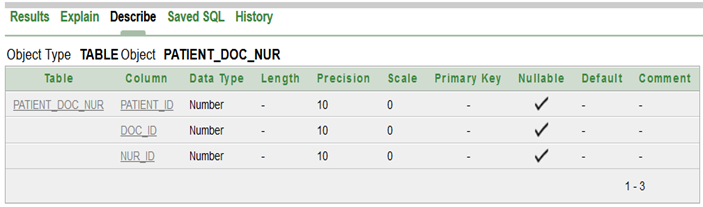 Results Explain Describe Saved SQL History
Object Type TABLE Object PATIENT_DOC_NUR
Table Column Data Type Length Precision Scale Primary Key Nullable Default Comment
PATIENT_DOC_NUR PATIENT_ID Number - 10 0 - ✓ - -
DOC_ID Number - 10 0 - ✓ - -
NUR_ID Number - 10 0 - ✓ - -
1 - 3